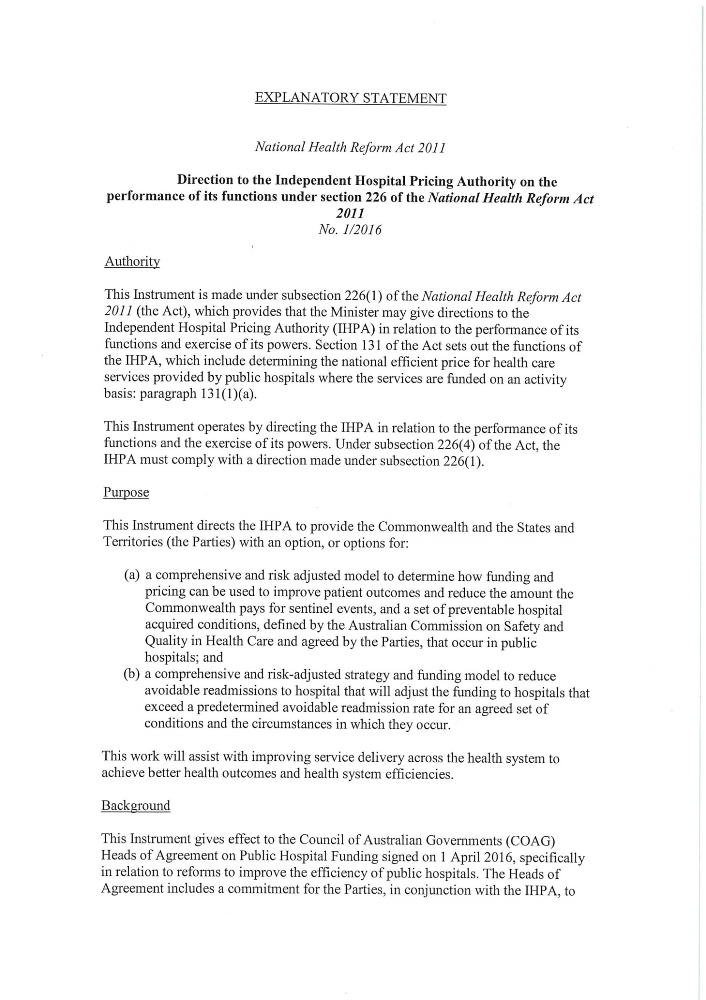 EXPLANATORY STATEMENT
National Health Reform Act 2011
Direction to the Independent Hospital Pricing Authority on the
performance of its functions under section 226 of the National Health Reform Act
2011
No. 1/2016
Authority
This Instrument is made under subsection 226(1) of the National Health Reform Act
2011 (the Act), which provides that the Minister may give directions to the
Independent Hospital Pricing Authority (IHPA) in relation to the performance of its
functions and exercise of its powers. Section 131 of the Act sets out the functions of
the IHPA, which include determining the national efficient price for health care
services provided by public hospitals where the services are funded on an activity
basis: paragraph 131(1)(a).
This Instrument operates by directing the IHPA in relation to the performance of its
functions and the exercise of its powers. Under subsection 226(4) of the Act, the
IHPA must comply with a direction made under subsection 226(1).
Purpose
This Instrument directs the IHPA to provide the Commonwealth and the States and
Territories (the Parties) with an option, or options for:
(a) a comprehensive and risk adjusted model to determine how funding and
pricing can be used to improve patient outcomes and reduce the amount the
Commonwealth pays for sentinel events, and a set of preventable hospital
acquired conditions, defined by the Australian Commission on Safety and
Quality in Health Care and agreed by the Parties, that occur in public
hospitals; and
(b) a comprehensive and risk-adjusted strategy and funding model to reduce
avoidable readmissions to hospital that will adjust the funding to hospitals that
exceed a predetermined avoidable readmission rate for an agreed set of
conditions and the circumstances in which they occur.
This work will assist with improving service delivery across the health system to
achieve better health outcomes and health system efficiencies.
Background
This Instrument gives effect to the Council of Australian Governments (COAG)
Heads of Agreement on Public Hospital Funding signed on 1 April 2016, specifically
in relation to reforms to improve the efficiency of public hospitals. The Heads of
Agreement includes a commitment for the Parties, in conjunction with the IHPA, to